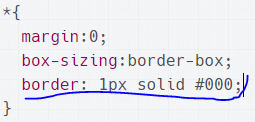 *{
margin:0;
box-sizing:border-box;
border: 1px solid #000;
}